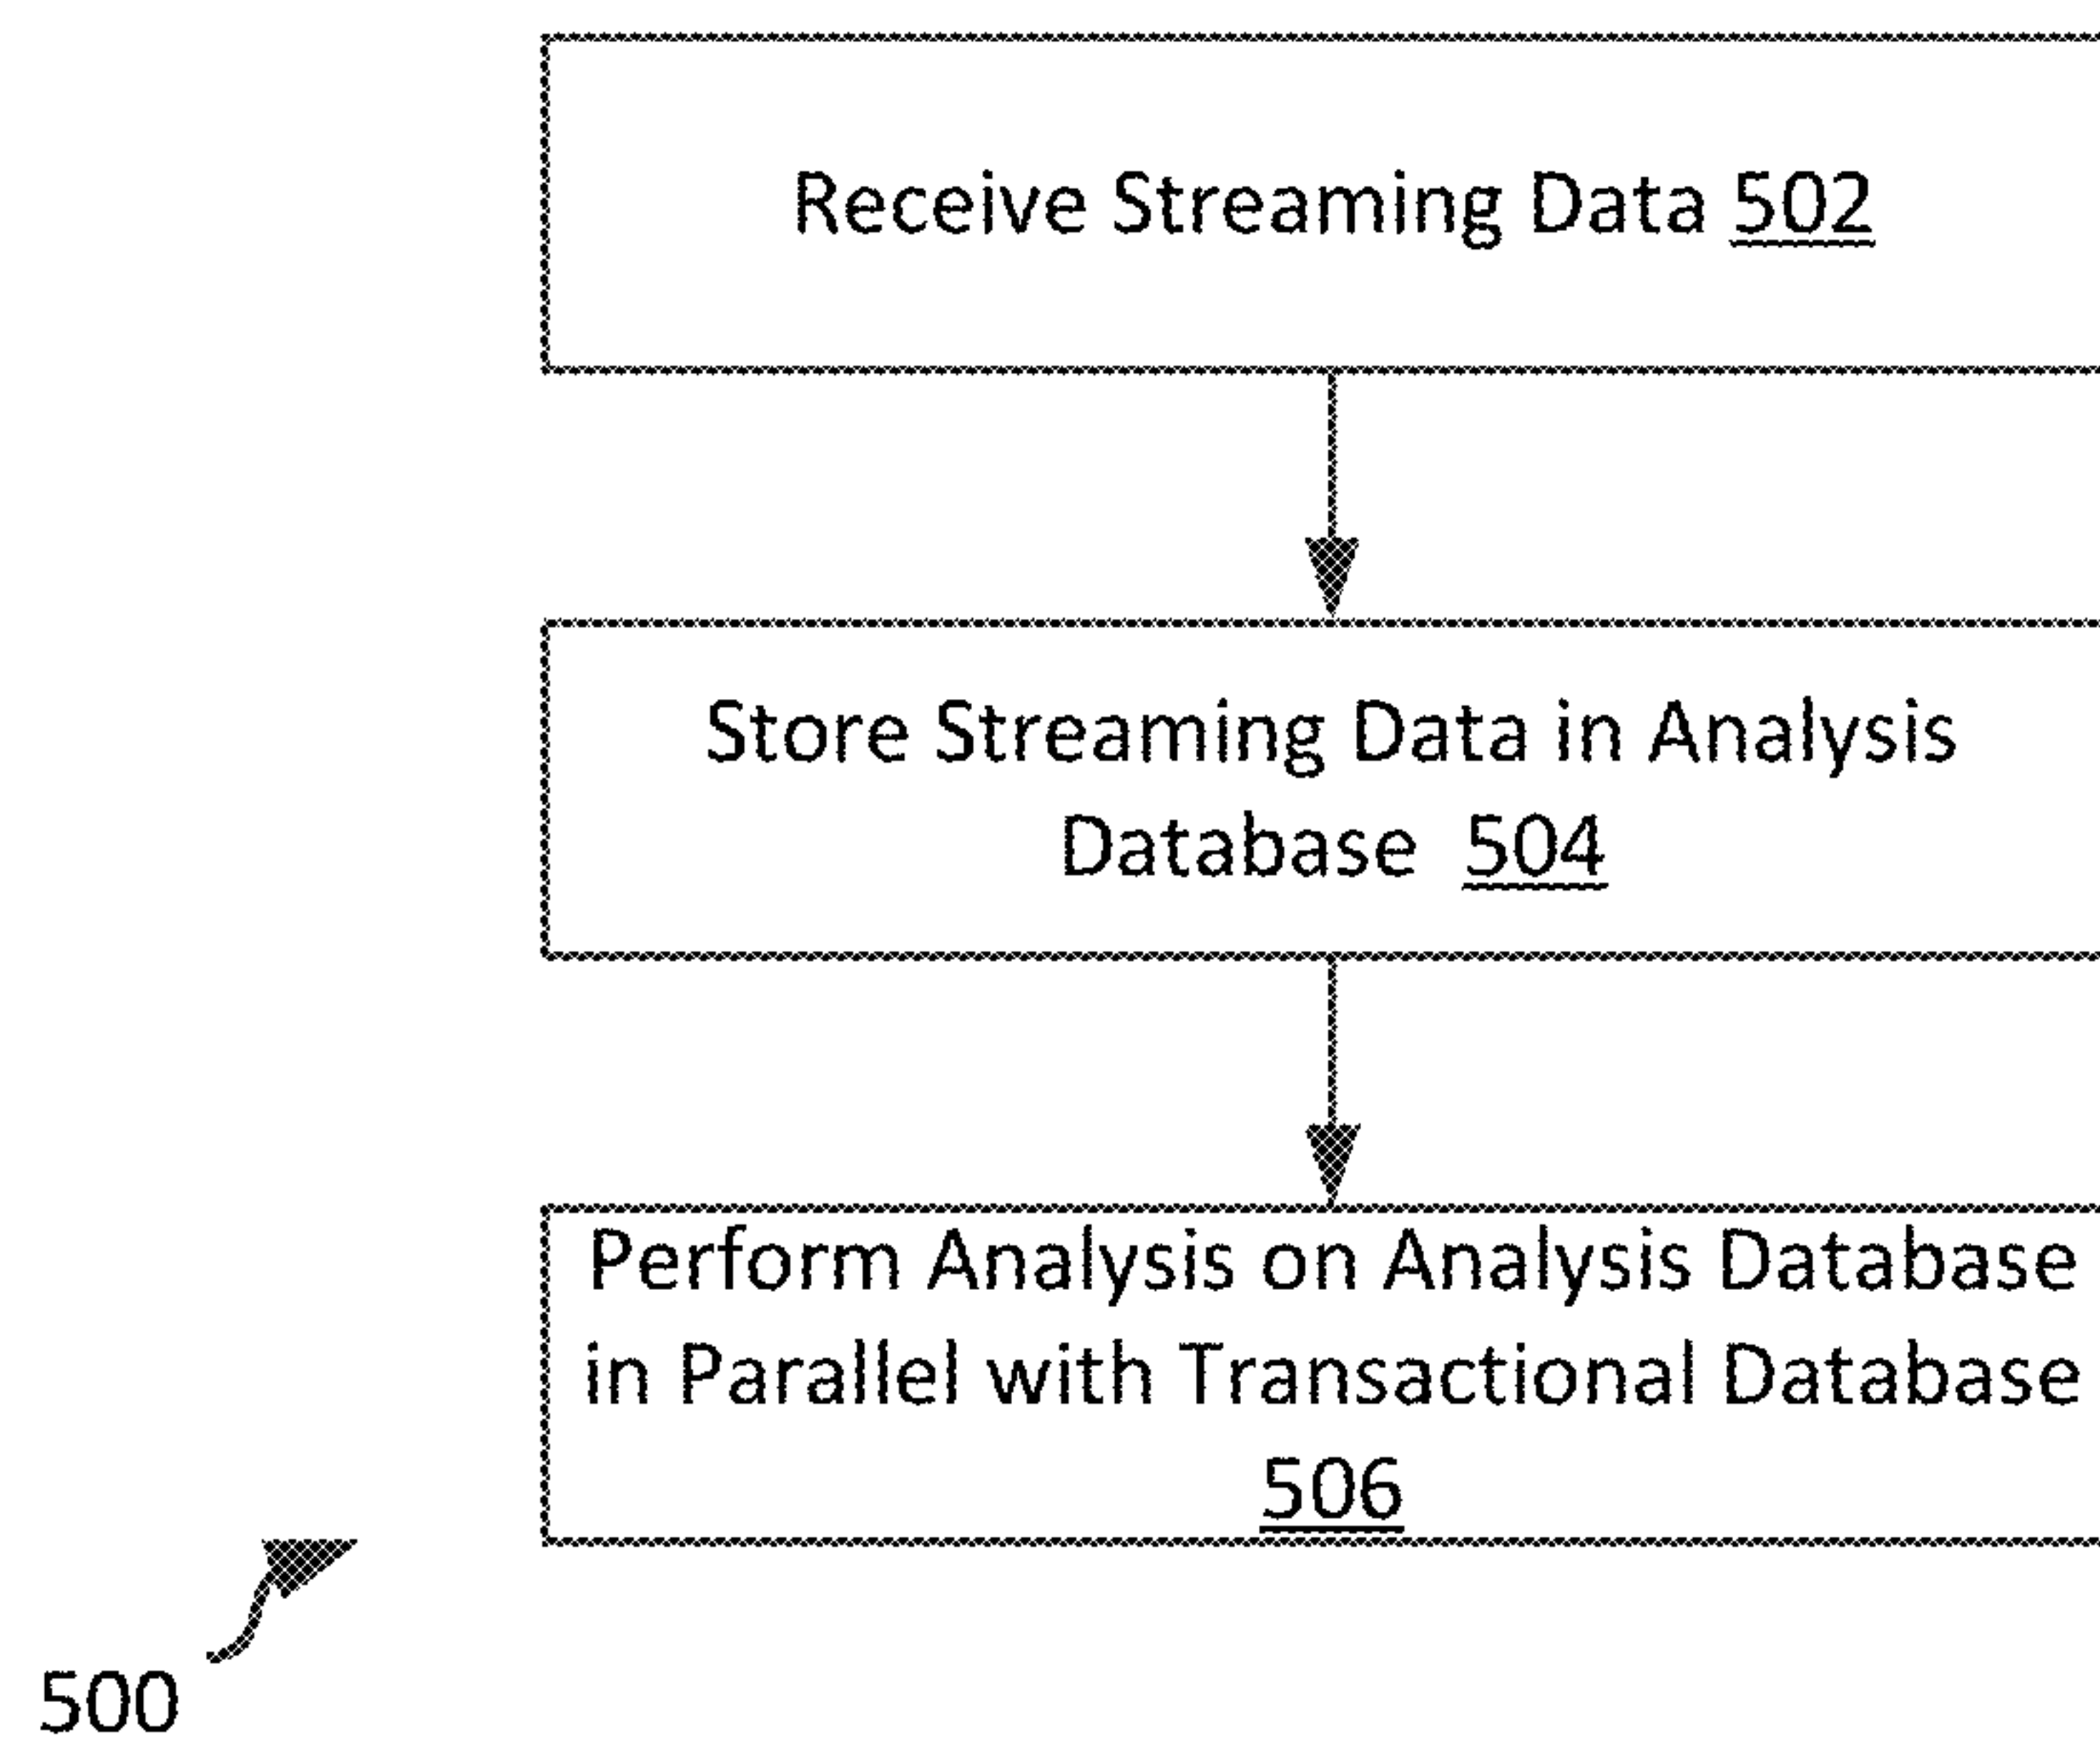 Receive Streaming Data 502
Store Streaming Data in Analysis
Database 504
Perform Analysis on Analysis Database
in Parallel with Transactional Database
506
500